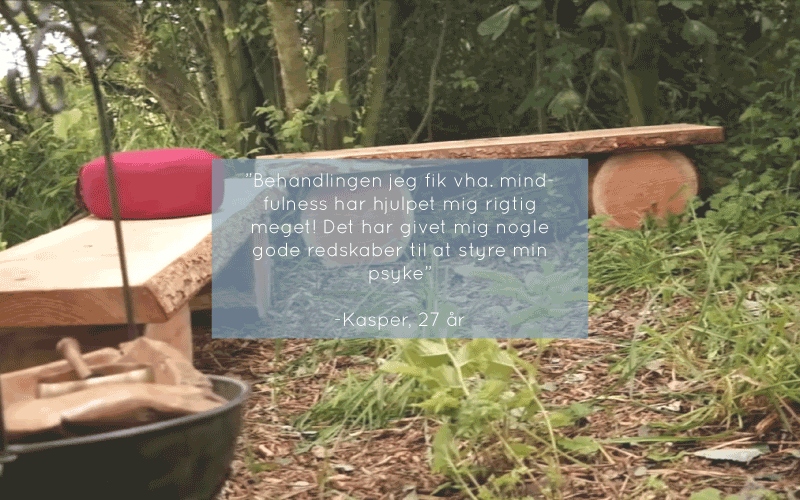 "Behandlingen jeg fik vha. mind-
fulness har hjulpet mig rigtig
meget! Det har givet mig nogle
gode redskaber til at styre min
psyke"
-Kasper, 27 år